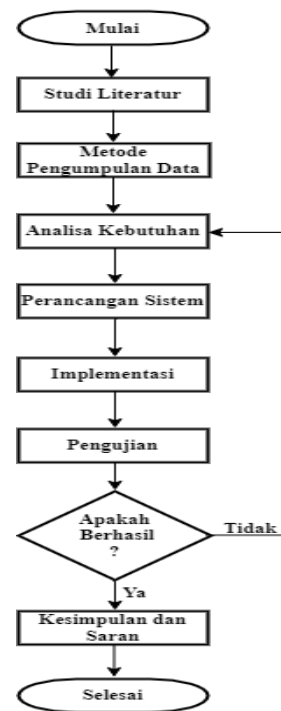 Mulai
Studi Literatur
Metode
Pengumpulan Data
Analisa Kebutuhan
Perancangan Sistem
Implementasi
Pengujian
Apakah
Berhasil
?
Tidak
Ya
Kesimpulan dan
Saran
Selesai